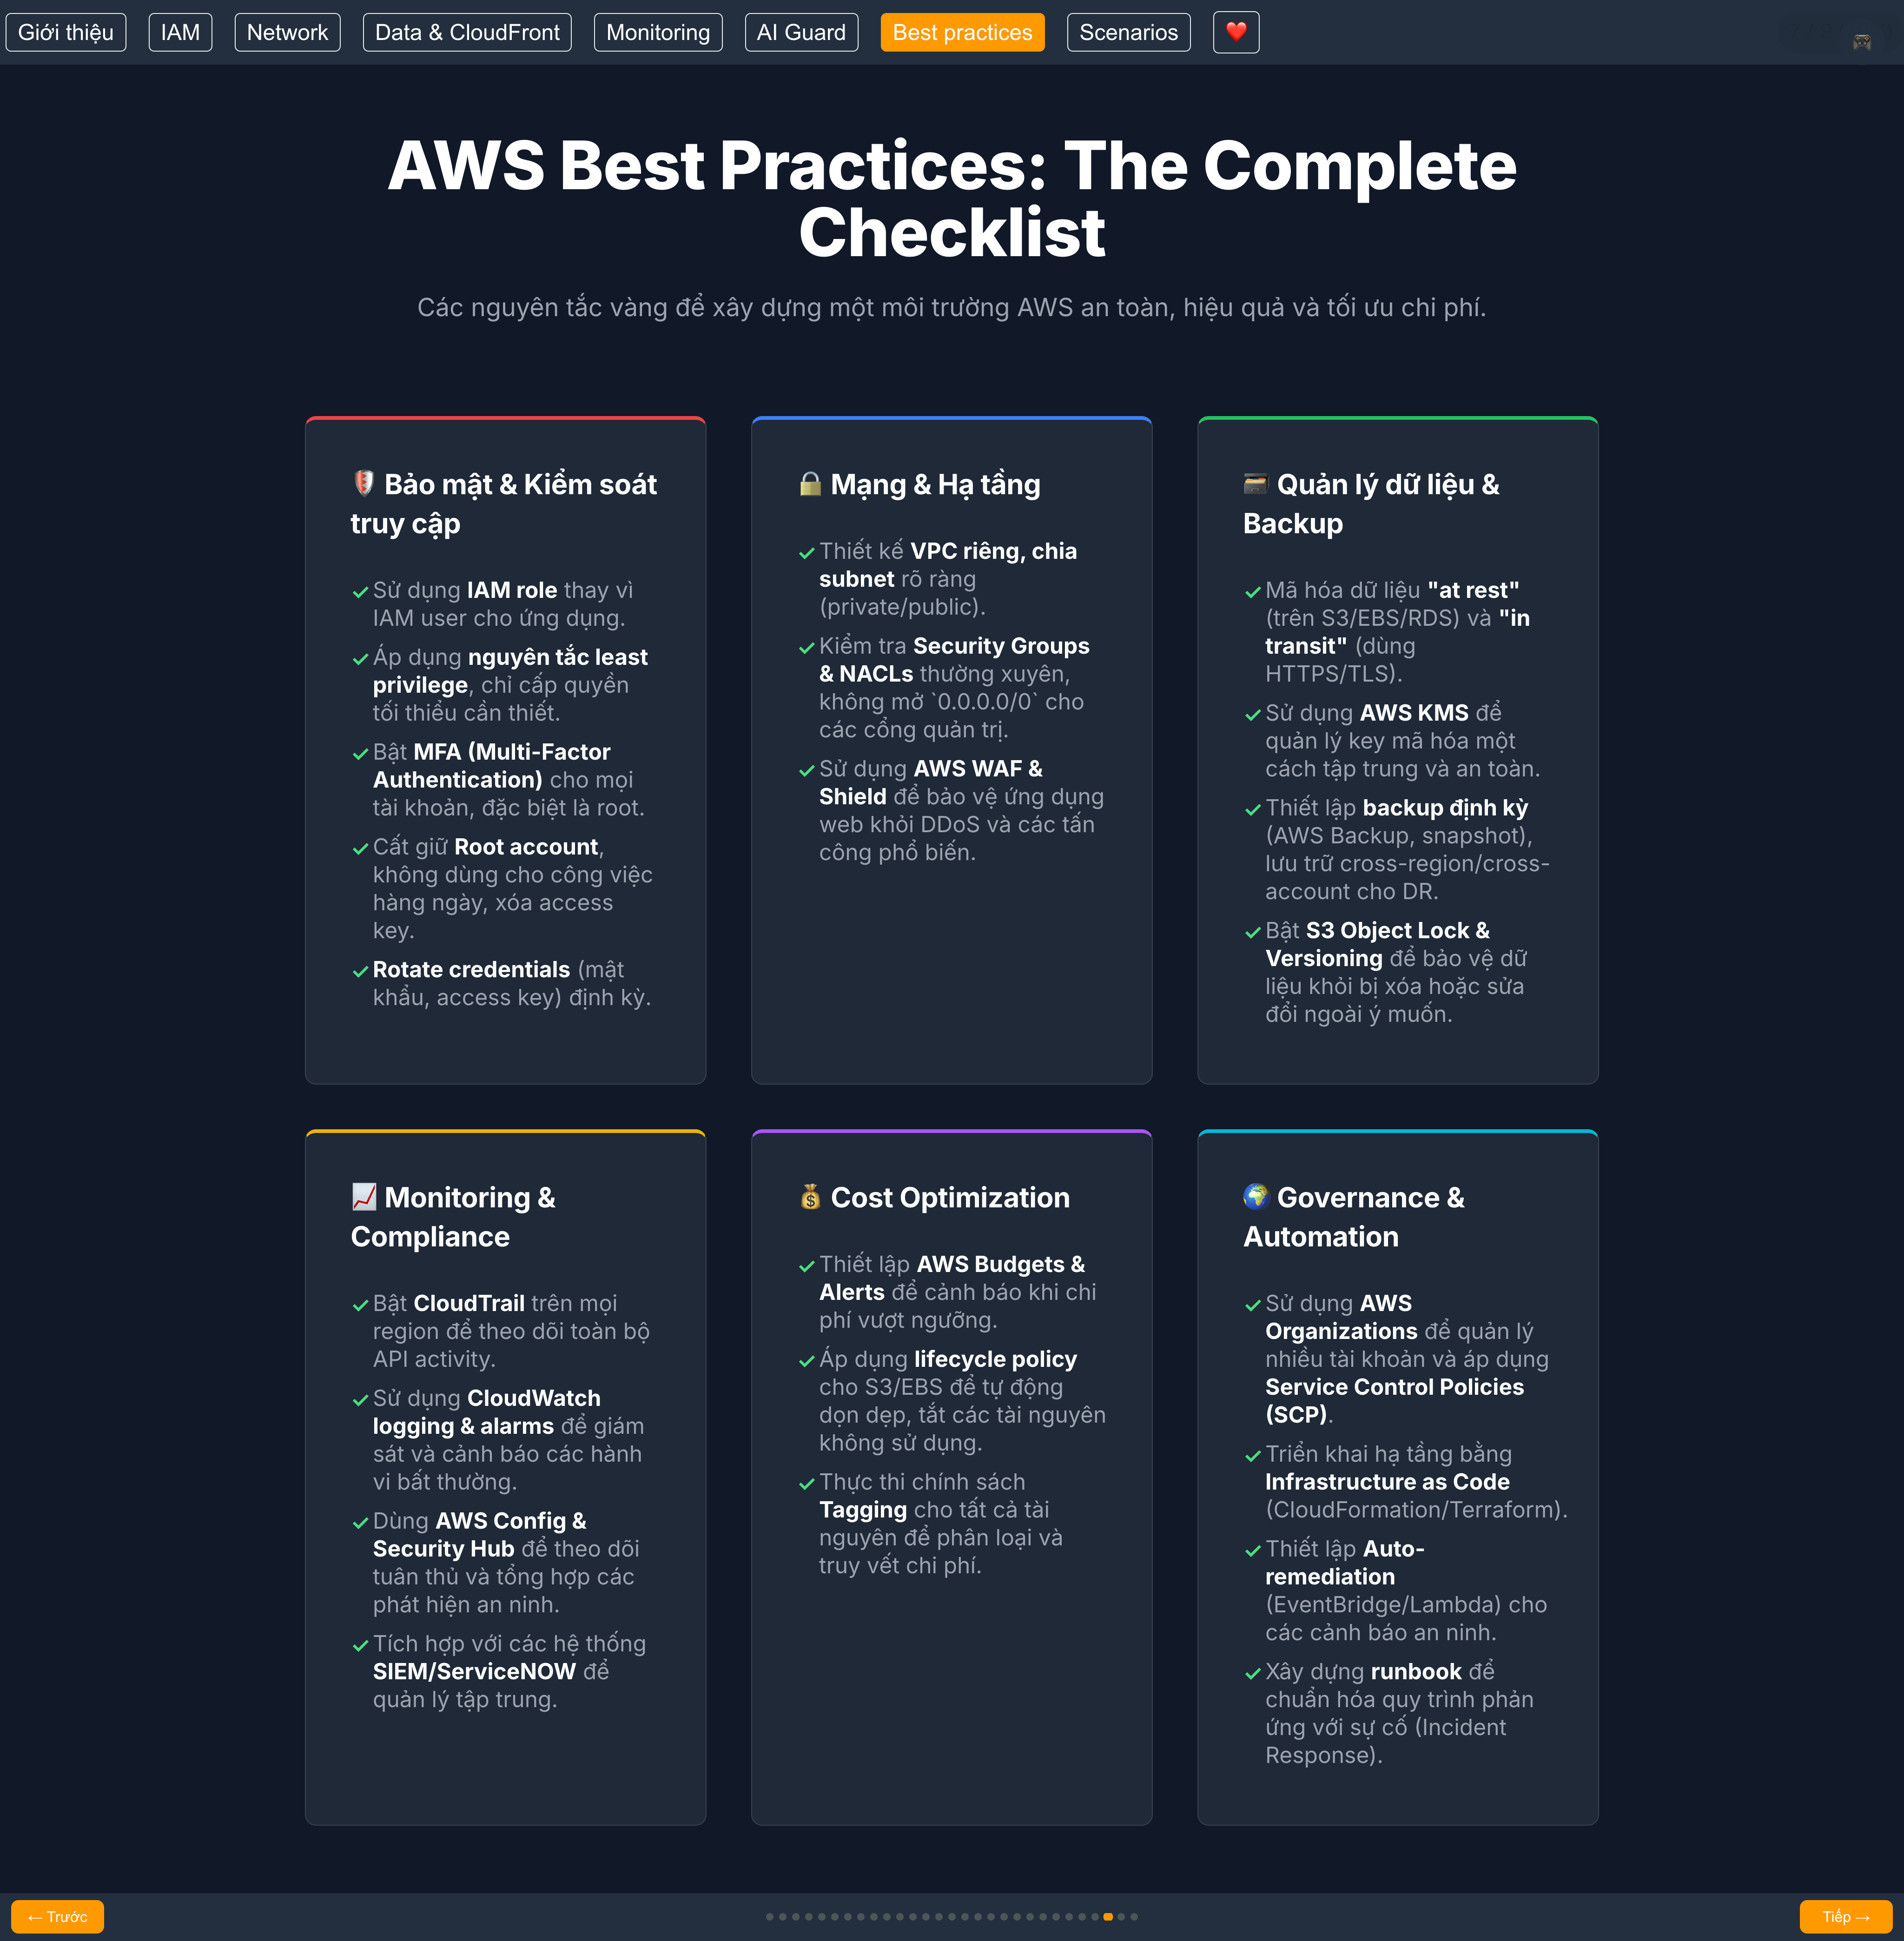 Giới thiệu
IAM
Network
Data & CloudFront
Monitoring
AI Guard
Best practices
Scenarios
AWS Best Practices: The Complete
Checklist
Các nguyên tắc vàng để xây dựng một môi trường AWS an toàn, hiệu quả và tối ưu chi phí.
Bảo mật & Kiểm soát
truy cập
Sử dụng IAM role thay vì
IAM user cho ứng dụng.
Áp dụng nguyên tắc least
privilege, chỉ cấp quyền
tối thiểu cần thiết.
Bật MFA (Multi-Factor
Authentication) cho mọi
tài khoản, đặc biệt là root.
Cất giữ Root account,
không dùng cho công việc
hàng ngày, xóa access
key.
Rotate credentials (mật
khẩu, access key) định kỳ.
Mạng & Hạ tầng
Thiết kế VPC riêng, chia
subnet rõ ràng
(private/public).
Kiểm tra Security Groups
& NACLs thường xuyên,
không mở `0.0.0.0/0` cho
các cổng quản trị.
Sử dụng AWS WAF &
Shield để bảo vệ ứng dụng
web khỏi DDoS và các tấn
công phổ biến.
Quản lý dữ liệu &
Backup
Mã hóa dữ liệu "at rest"
(trên S3/EBS/RDS) và "in
transit" (dùng
HTTPS/TLS).
Sử dụng AWS KMS để
quản lý key mã hóa một
cách tập trung và an toàn.
Thiết lập backup định kỳ
(AWS Backup, snapshot),
lưu trữ cross-region/cross-
account cho DR.
Bật S3 Object Lock &
Versioning để bảo vệ dữ
liệu khỏi bị xóa hoặc sửa
đổi ngoài ý muốn.
Monitoring &
Compliance
Bật CloudTrail trên mọi
region để theo dõi toàn bộ
API activity.
Sử dụng CloudWatch
logging & alarms để giám
sát và cảnh báo các hành
vi bất thường.
Dùng AWS Config &
Security Hub để theo dõi
tuân thủ và tổng hợp các
phát hiện an ninh.
Tích hợp với các hệ thống
SIEM/ServiceNOW để
quản lý tập trung.
Cost Optimization
Thiết lập AWS Budgets &
Alerts để cảnh báo khi chi
phí vượt ngưỡng.
Áp dụng lifecycle policy
cho S3/EBS để tự động
dọn dẹp, tắt các tài nguyên
không sử dụng.
Thực thi chính sách
Tagging cho tất cả tài
nguyên để phân loại và
truy vết chi phí.
Governance &
Automation
Sử dụng AWS
Organizations để quản lý
nhiều tài khoản và áp dụng
Service Control Policies
(SCP).
Triển khai hạ tầng bằng
Infrastructure as Code
(CloudFormation/Terraform).
Thiết lập Auto-
remediation
(EventBridge/Lambda) cho
các cảnh báo an ninh.
Xây dựng runbook để
chuẩn hóa quy trình phản
ứng với sự cố (Incident
Response).
← Trước
Tiếp →